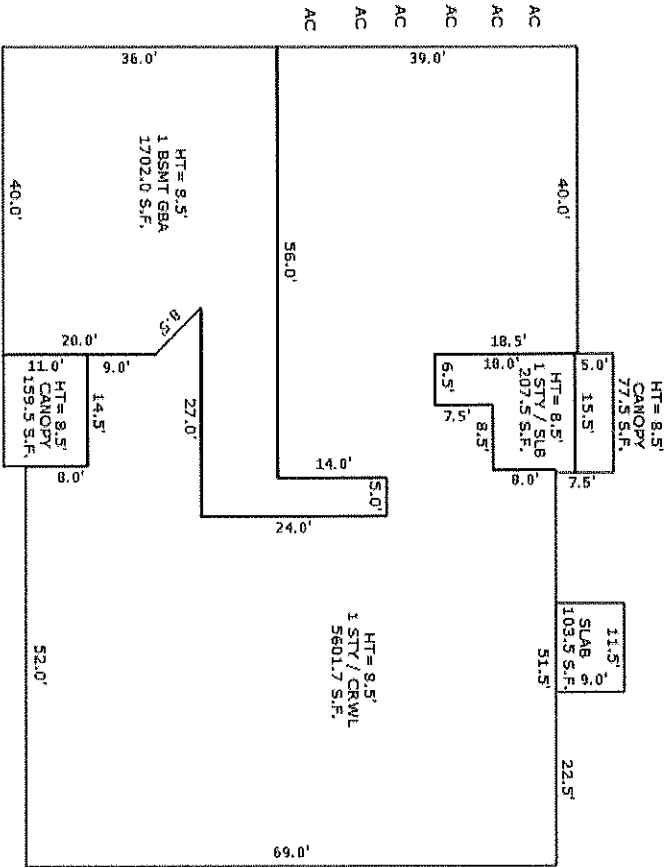 AC
AC
AC
AC
AC
AC
36.0'
39.0'
HT= 8.5'
1 BSMT GBA
1702.0 S.F.
40.0'
40.0'
56.0'
8.5'
20.0'
11.0'
9.0'
HT= 8.5'
CANOPY
159.5 S.F.
14.5'
8.0'
27.0'
14.0'
5.0'
24.0'
18.5'
10.0'
5.0'
HT= 8.5'
1 STY / SLB
207.5 S.F.
6.5'
7.5'
8.5'
8.0'
15.5'
7.5'
HT= 8.5'
CANOPY
77.5 S.F.
HT= 8.5'
1 STY / CRWL
5601.7 S.F.
11.5'
SLAB
103.5 S.F.
9.0'
51.5'
22.5'
52.0'
69.0'